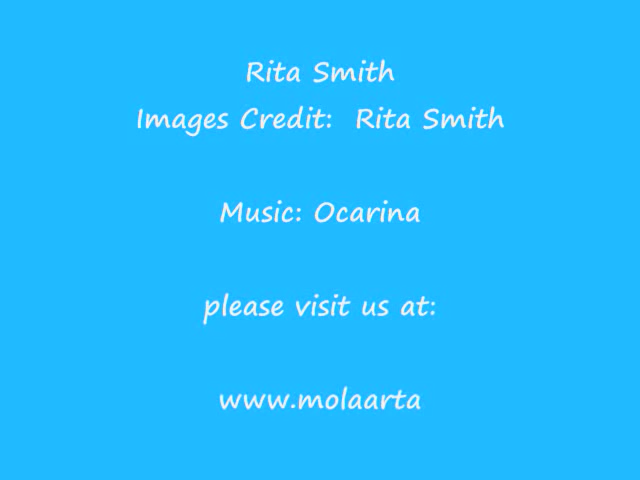 Rita Smith
Images Credit:  Rita Smith
Music: Ocarina
please visit us at:
www.molaarta